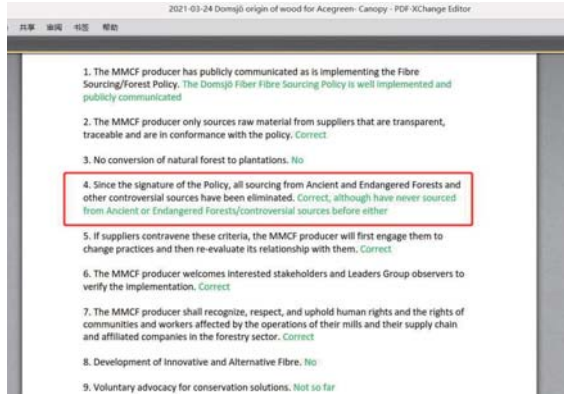 2021-03-24 Domsjö origin of wood for Acegreen- Canopy - PDF-XChange Editor
共享 审阅 书签 帮助
1. The MMCF producer has publicly communicated as is implementing the Fibre
Sourcing/Forest Policy. The Domsjö Fiber Fibre Sourcing Policy is well implemented and
publicly communicated
2. The MMCF producer only sources raw material from suppliers that are transparent,
traceable and are in conformance with the policy. Correct
3. No conversion of natural forest to plantations. No
4. Since the signature of the Policy, all sourcing from Ancient and Endangered Forests and
other controversial sources have been eliminated. Correct, although have never sourced
from Ancient or Endangered Forests/controversial sources before either
5. If suppliers contravene these criteria, the MMCF producer will first engage them to
change practices and then re-evaluate its relationship with them. Correct
6. The MMCF producer welcomes interested stakeholders and Leaders Group observers to
verify the implementation. Correct
7. The MMCF producer shall recognize, respect, and uphold human rights and the rights of
communities and workers affected by the operations of their mills and their supply chain
and affiliated companies in the forestry sector. Correct
8. Development of Innovative and Alternative Fibre. No
9. Voluntary advocacy for conservation solutions. Not so far